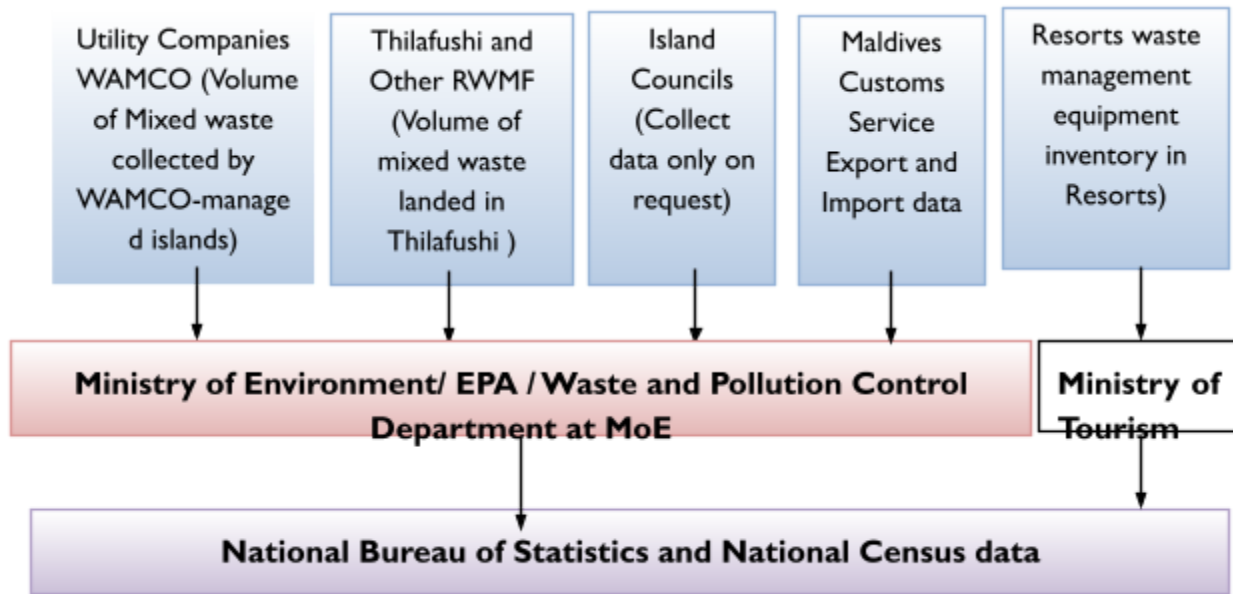 Utility Companies
WAMCO (Volume
of Mixed waste
collected by
WAMCO-manage
d islands)
Thilafushi and
Other RWMF
(Volume of
mixed waste
landed in
Thilafushi )
Island
Councils
(Collect
data only on
request)
Maldives
Customs
Service
Export and
Import data
Resorts waste
management
equipment
inventory in
Resorts)
Ministry of Environment/ EPA / Waste and Pollution Control
Department at MoE
Ministry of
Tourism
National Bureau of Statistics and National Census data